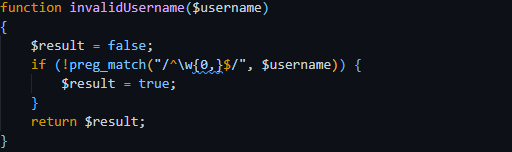 function invalidUsername($username)
{
    $result = false;
    if (!preg_match("/^\w{0,}$/", $username)) {
        $result = true;
    }
    return $result;
}